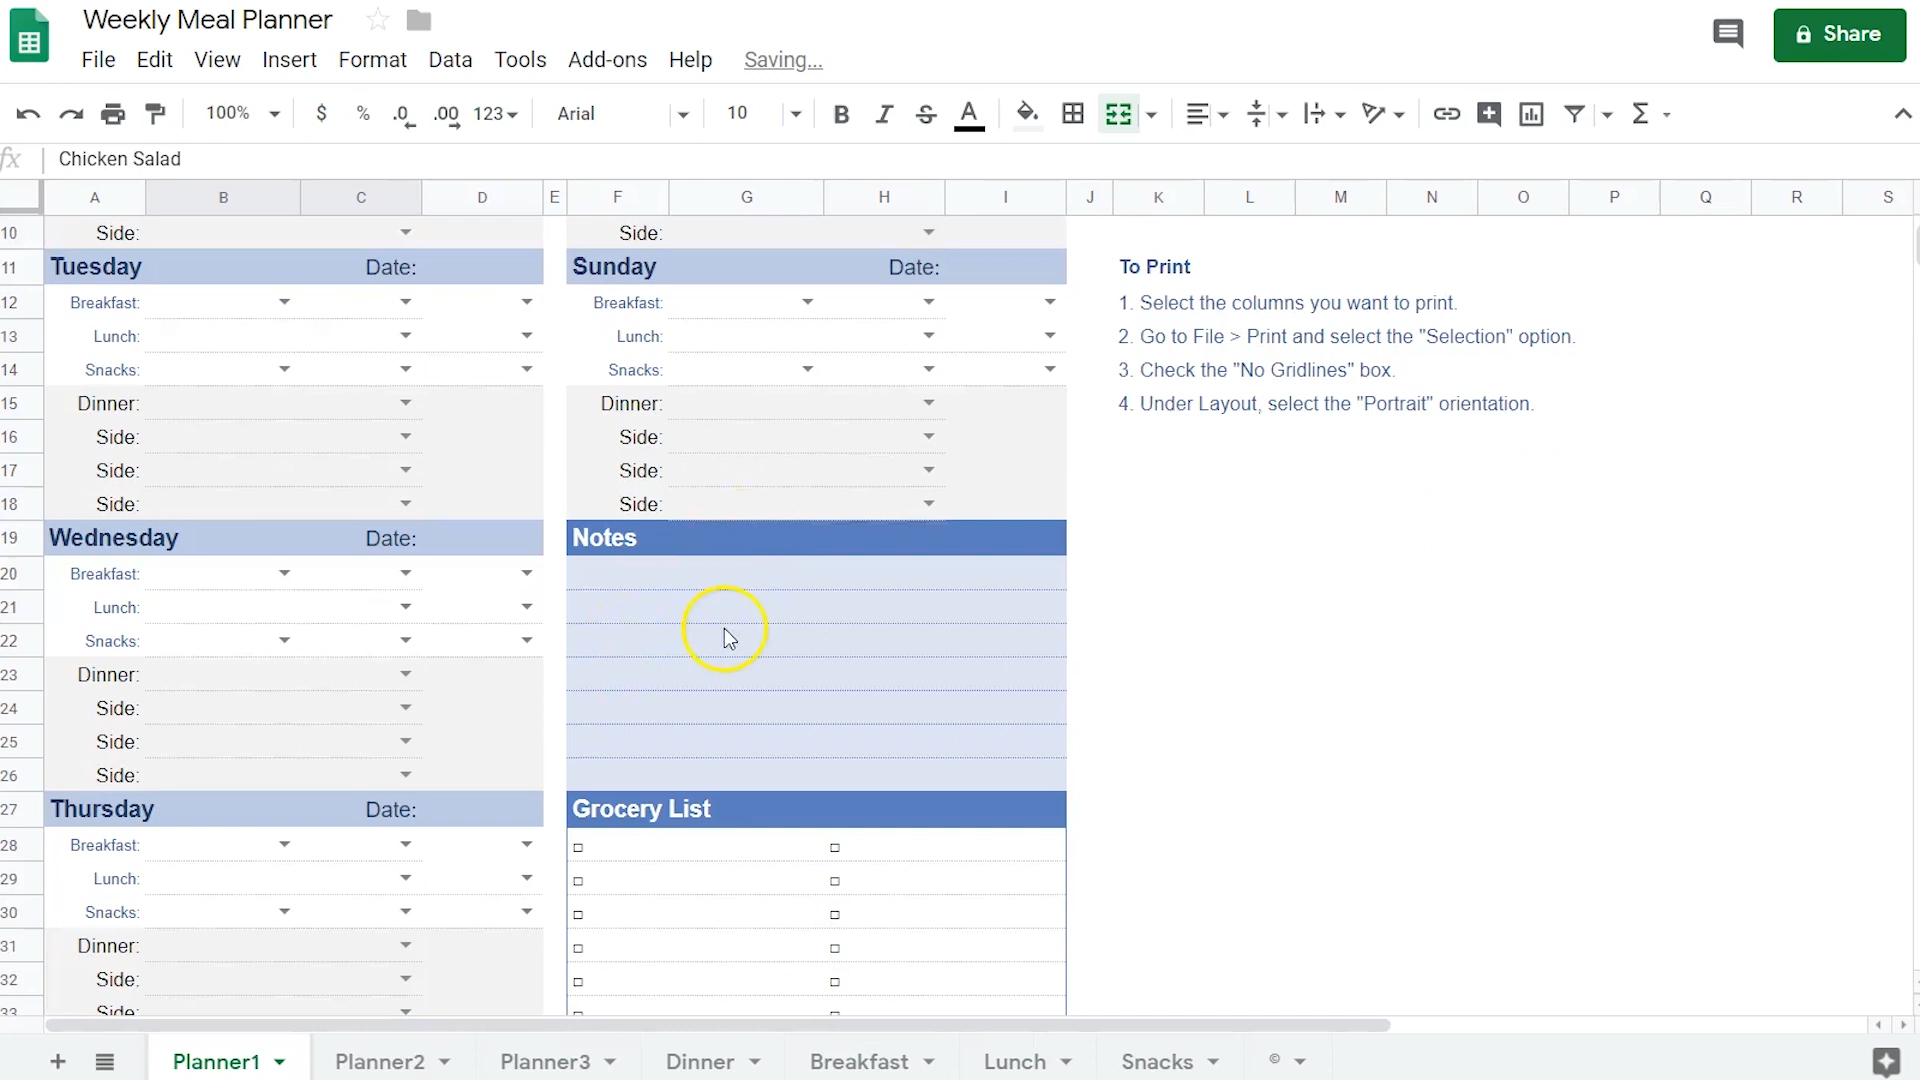 Weekly Meal Planner
File Edit View Insert Format Data Tools Add-ons Help Saving...
Share
100% $ % .0 .00 123 Arial 10 B I S A Σ
fx Chicken Salad
A B C D E F G H I J K L M N O P Q R S
10 Side: Side:
11 Tuesday Date: Sunday Date: To Print
12 Breakfast: Breakfast: 1. Select the columns you want to print.
13 Lunch: Lunch: 2. Go to File > Print and select the "Selection" option.
14 Snacks: Snacks: 3. Check the "No Gridlines" box.
15 Dinner: Dinner: 4. Under Layout, select the "Portrait" orientation.
16 Side: Side:
17 Side: Side:
18 Side: Side:
19 Wednesday Date: Notes
20 Breakfast:
21 Lunch:
22 Snacks:
23 Dinner:
24 Side:
25 Side:
26 Side:
27 Thursday Date: Grocery List
28 Breakfast: □ □
29 Lunch: □ □
30 Snacks: □ □
31 Dinner: □ □
32 Side: □ □
33 Side:
+ Planner1 Planner2 Planner3 Dinner Breakfast Lunch Snacks ©